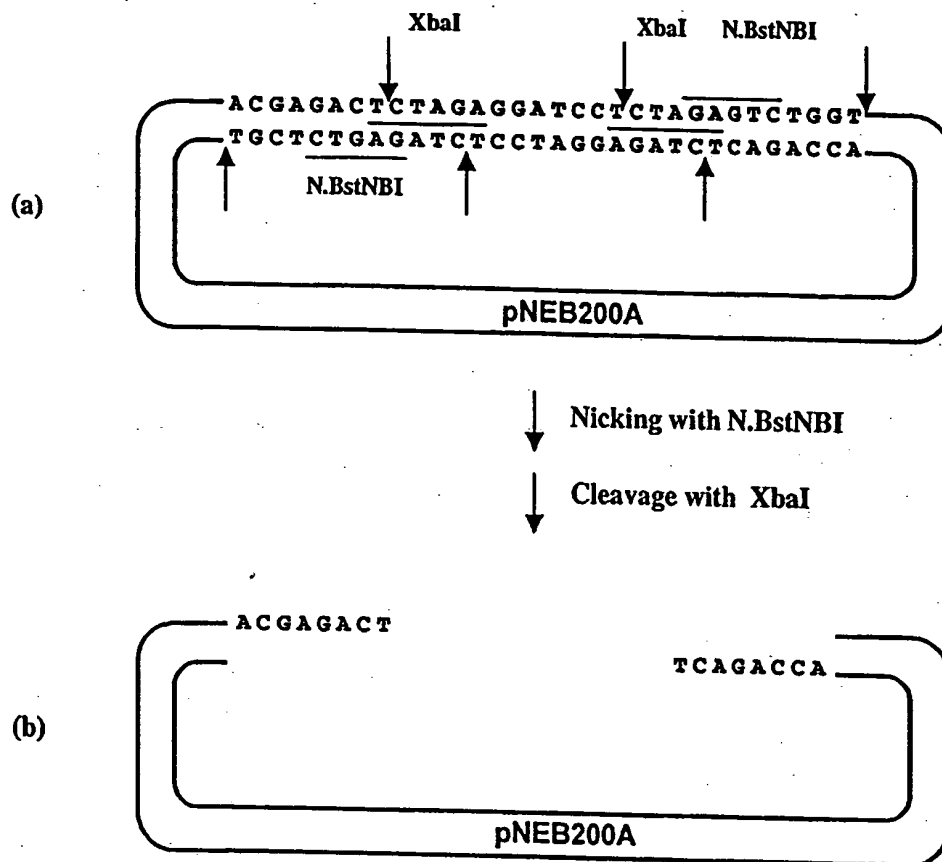 XbaI
XbaI N.BstNBI
ACGAGACTCTAGAGGATCCTCTAGAGTCTGGT
TGCTCTGAGATCTCCTAGGAGATCTCAGACCA
N.BstNBI
(a)
pNEB200A
Nicking with N.BstNBI
Cleavage with XbaI
ACGAGACT
TCAGACCA
(b)
pNEB200A